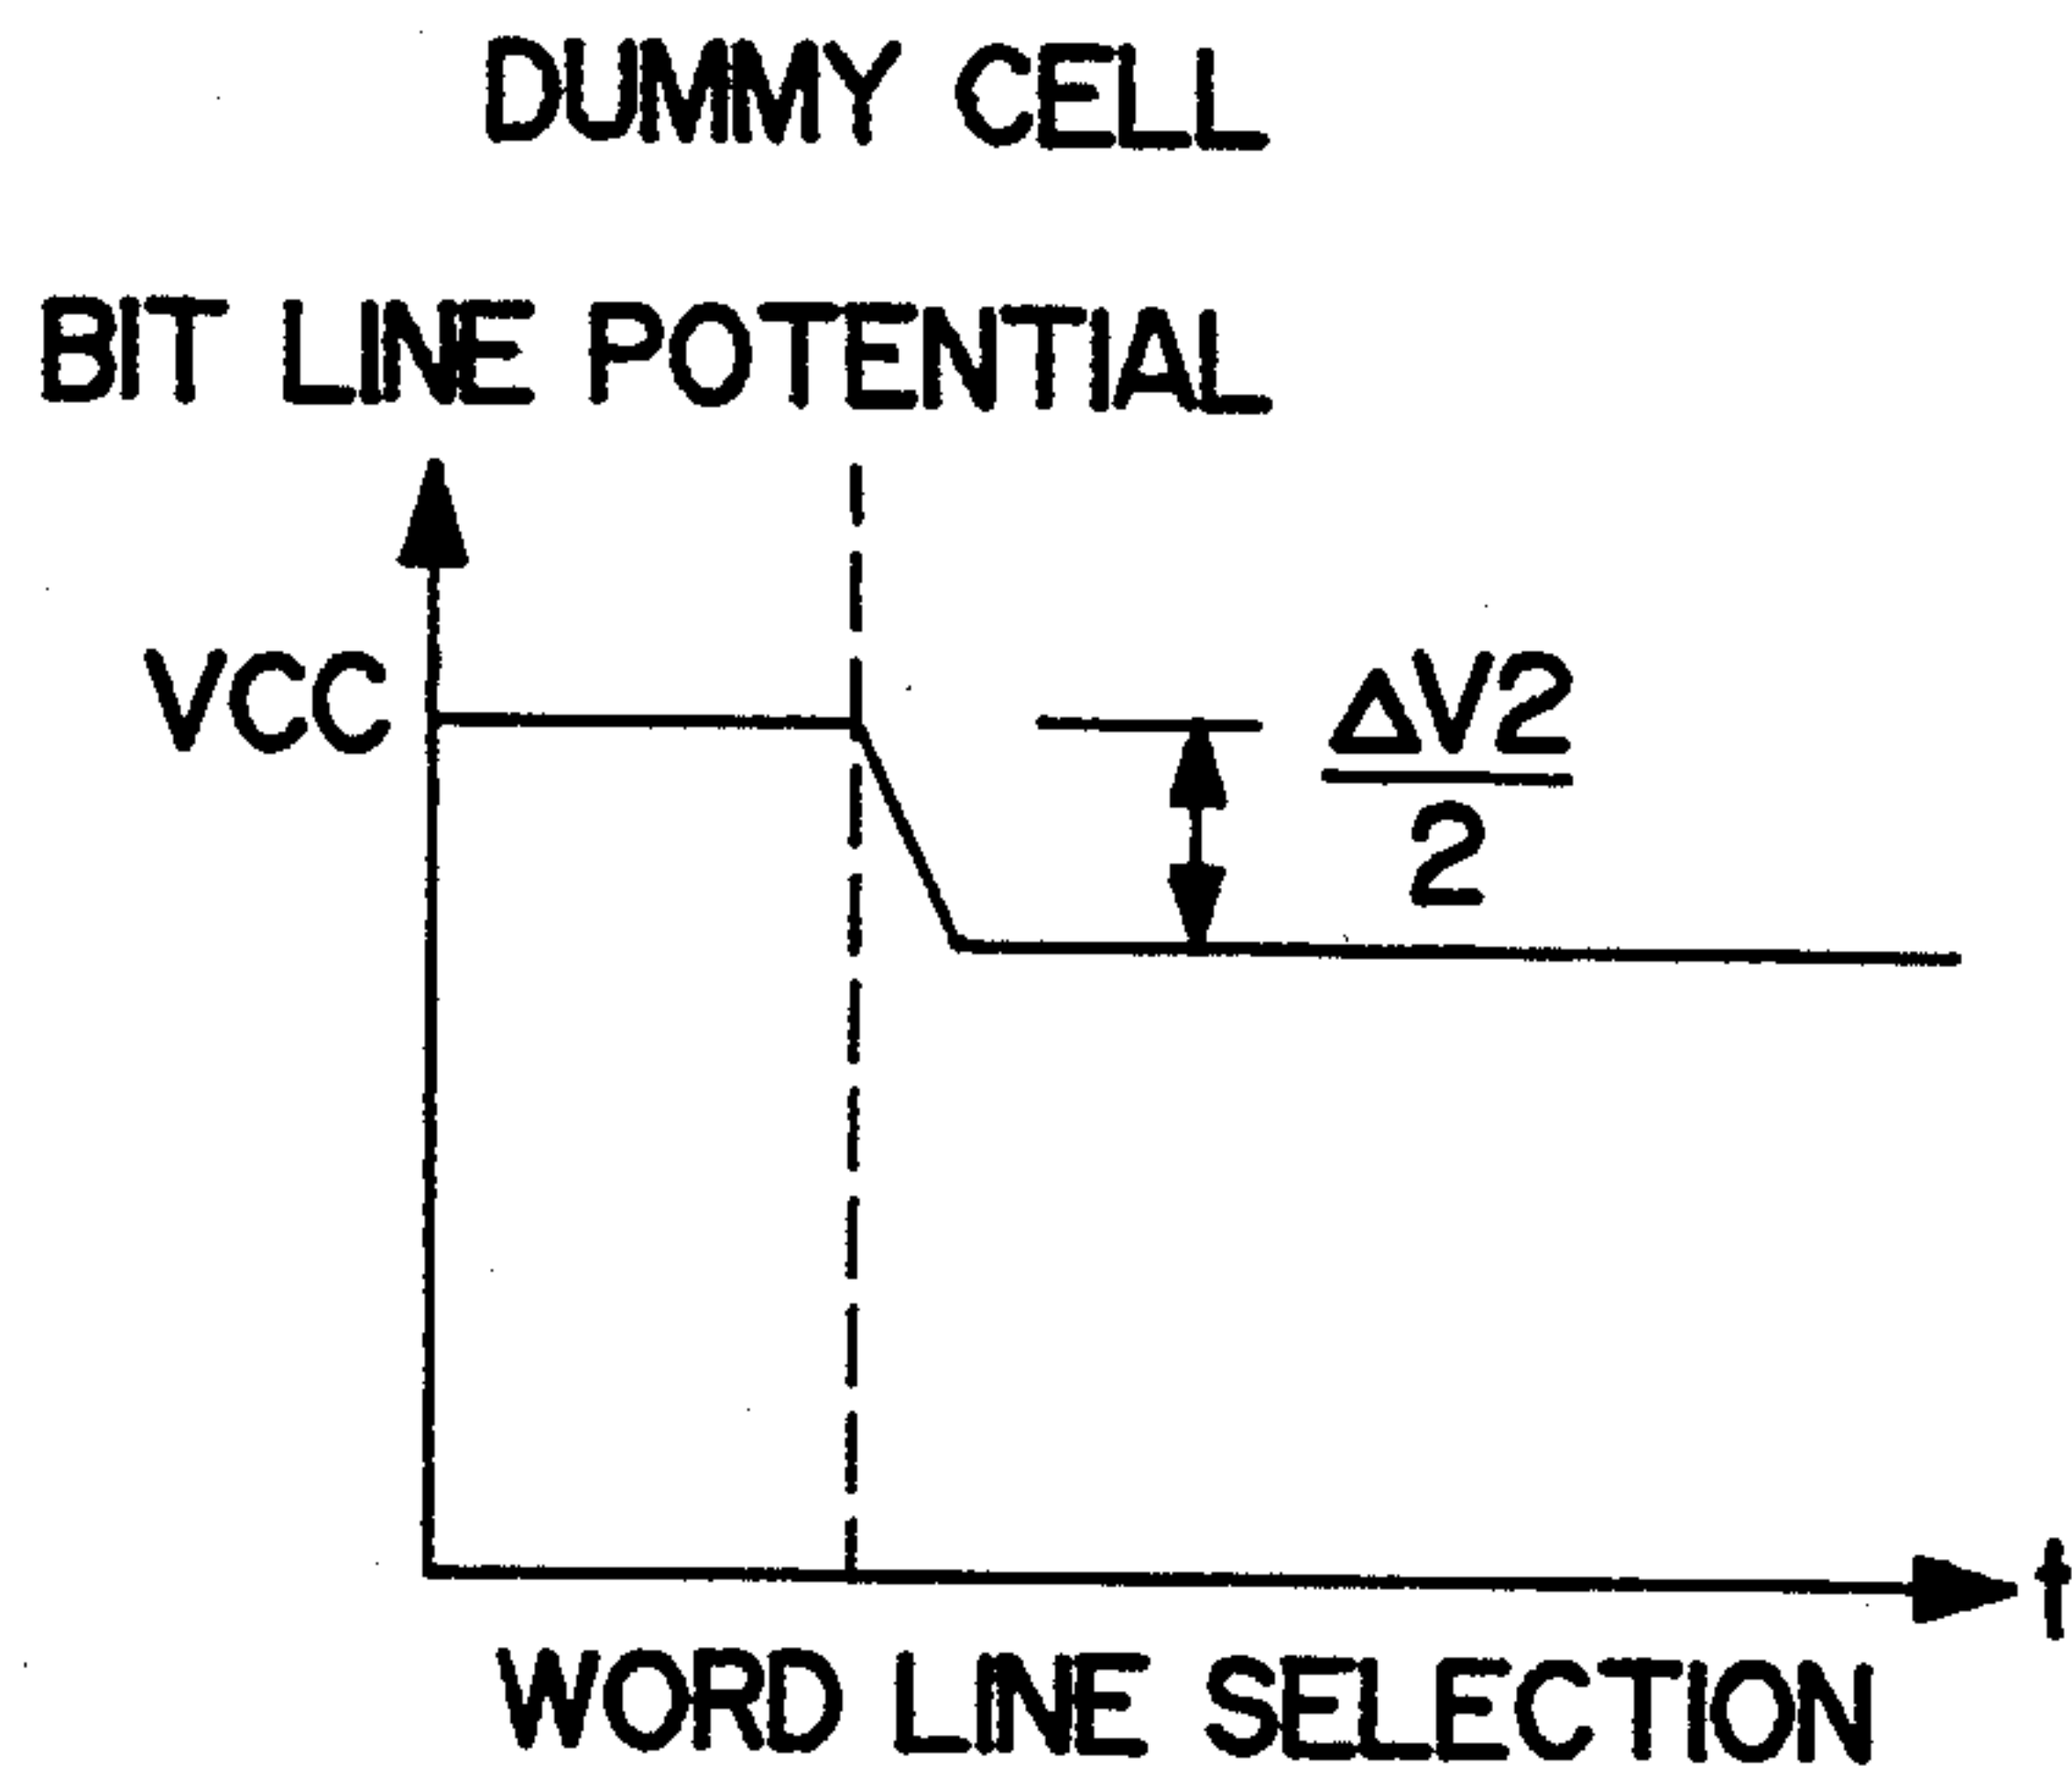 DUMMY CELL
BIT LINE POTENTIAL
VCC
ΔV2
2
t
WORD LINE SELECTION